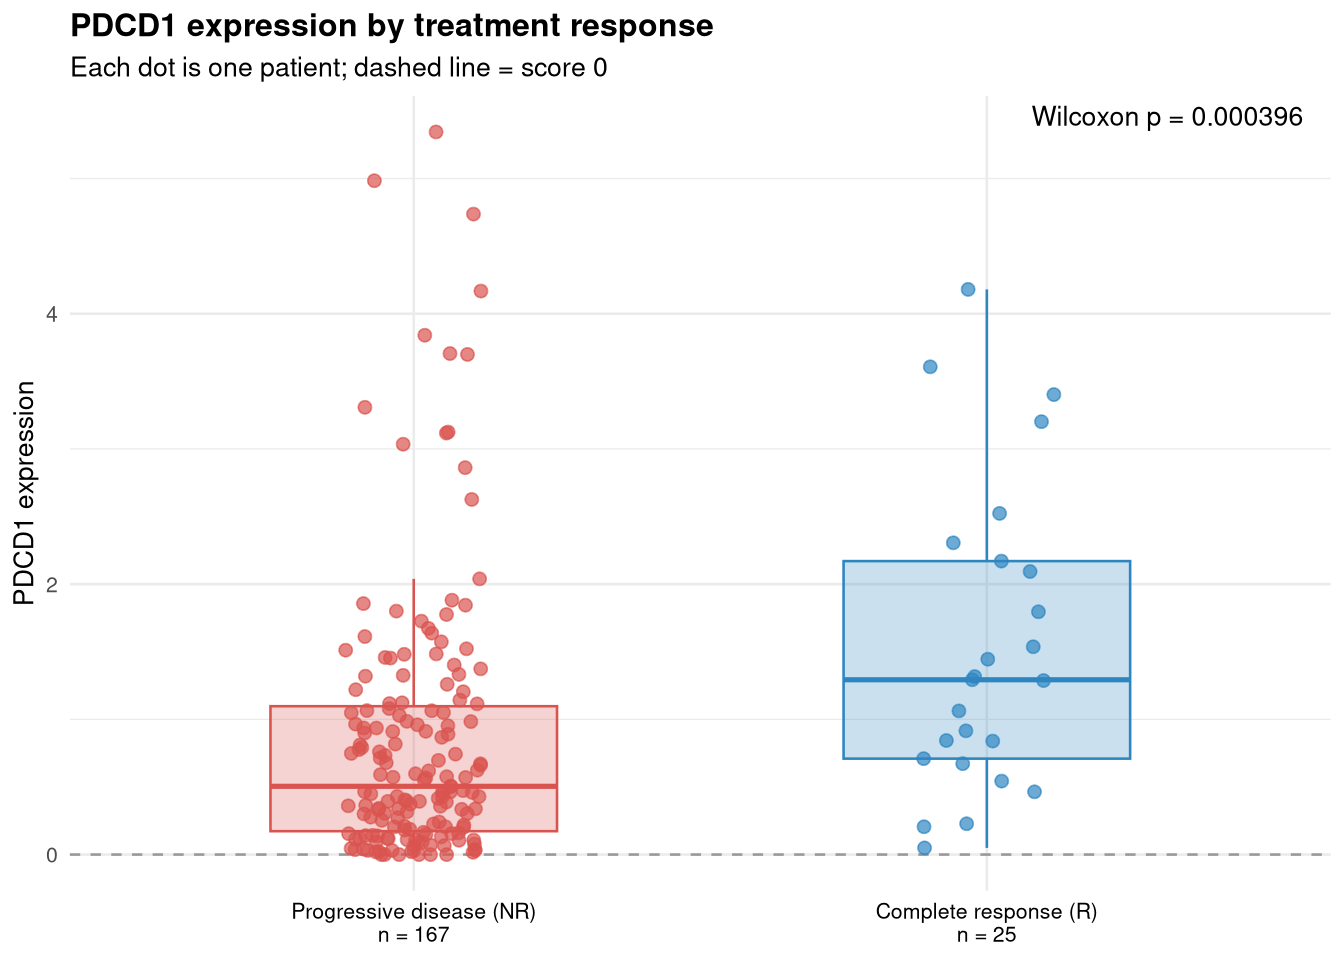 PDCD1 expression by treatment response
Each dot is one patient; dashed line = score 0
Wilcoxon p = 0.000396
PDCD1 expression
4
2
0
Progressive disease (NR)
n = 167
Complete response (R)
n = 25